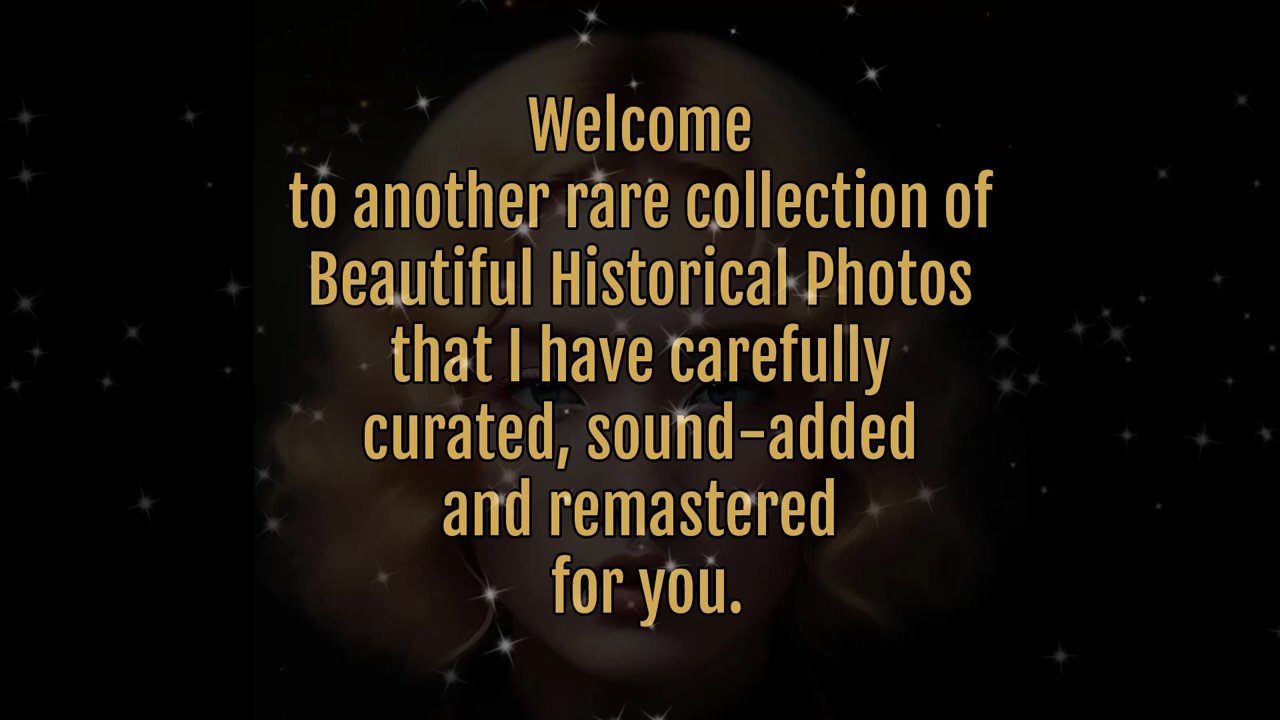 Welcome
to another rare collection of
Beautiful Historical Photos
that I have carefully
curated, sound-added
and remastered
for you.